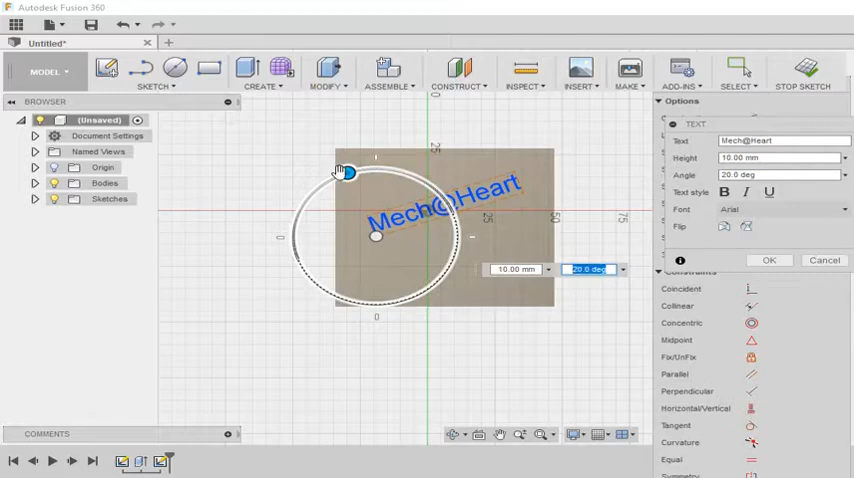 Autodesk Fusion 360
Untitled*
MODEL
SKETCH
CREATE
MODIFY
ASSEMBLE
CONSTRUCT
INSPECT
INSERT
MAKE
ADD-INS
SELECT
STOP SKETCH
BROWSER
(Unsaved)
Document Settings
Named Views
Origin
Bodies
Sketches
0
25
Mech@Heart
25
50
75
0
0
10.00 mm
20.0 deg
Options
TEXT
Text
Mech@Heart
Height
10.00 mm
Angle
20.0 deg
Text style
B I U
Font
Arial
Flip
OK
Cancel
Constraints
Coincident
Collinear
Concentric
Midpoint
Fix/UnFix
Parallel
Perpendicular
Horizontal/Vertical
Tangent
Curvature
Equal
Symmetry
COMMENTS